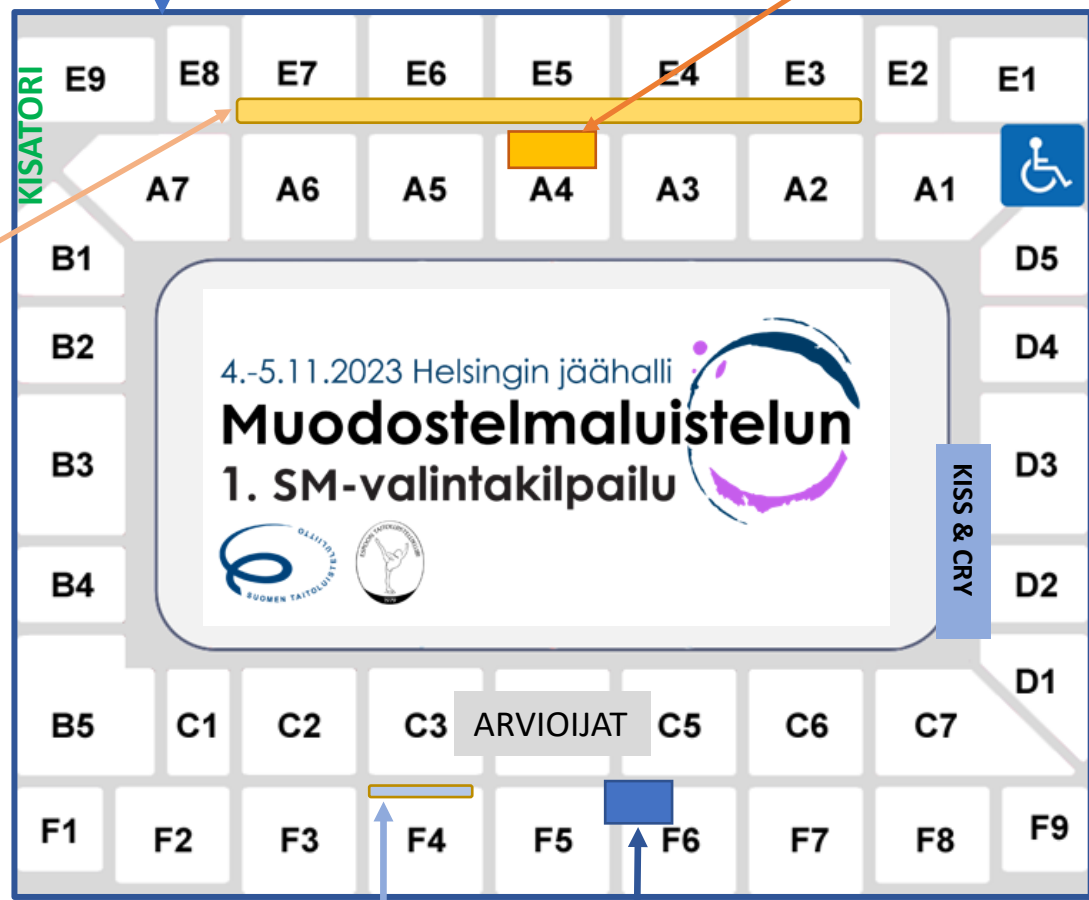 E9 E8 E7 E6 E5 E4 E3 E2 E1
KISATORI
A7 A6 A5 A4 A3 A2 A1
B1 D5
B2 D4
4.-5.11.2023 Helsingin jäähalli
Muodostelmaluistelun
1. SM-valintakilpailu
B3 D3
KISS & CRY
SUOMEN TAITOLUISTELULIITTO
B4 D2
D1
B5 C1 C2 C3 ARVIOIJAT C5 C6 C7
F1 F2 F3 F4 F5 F6 F7 F8 F9